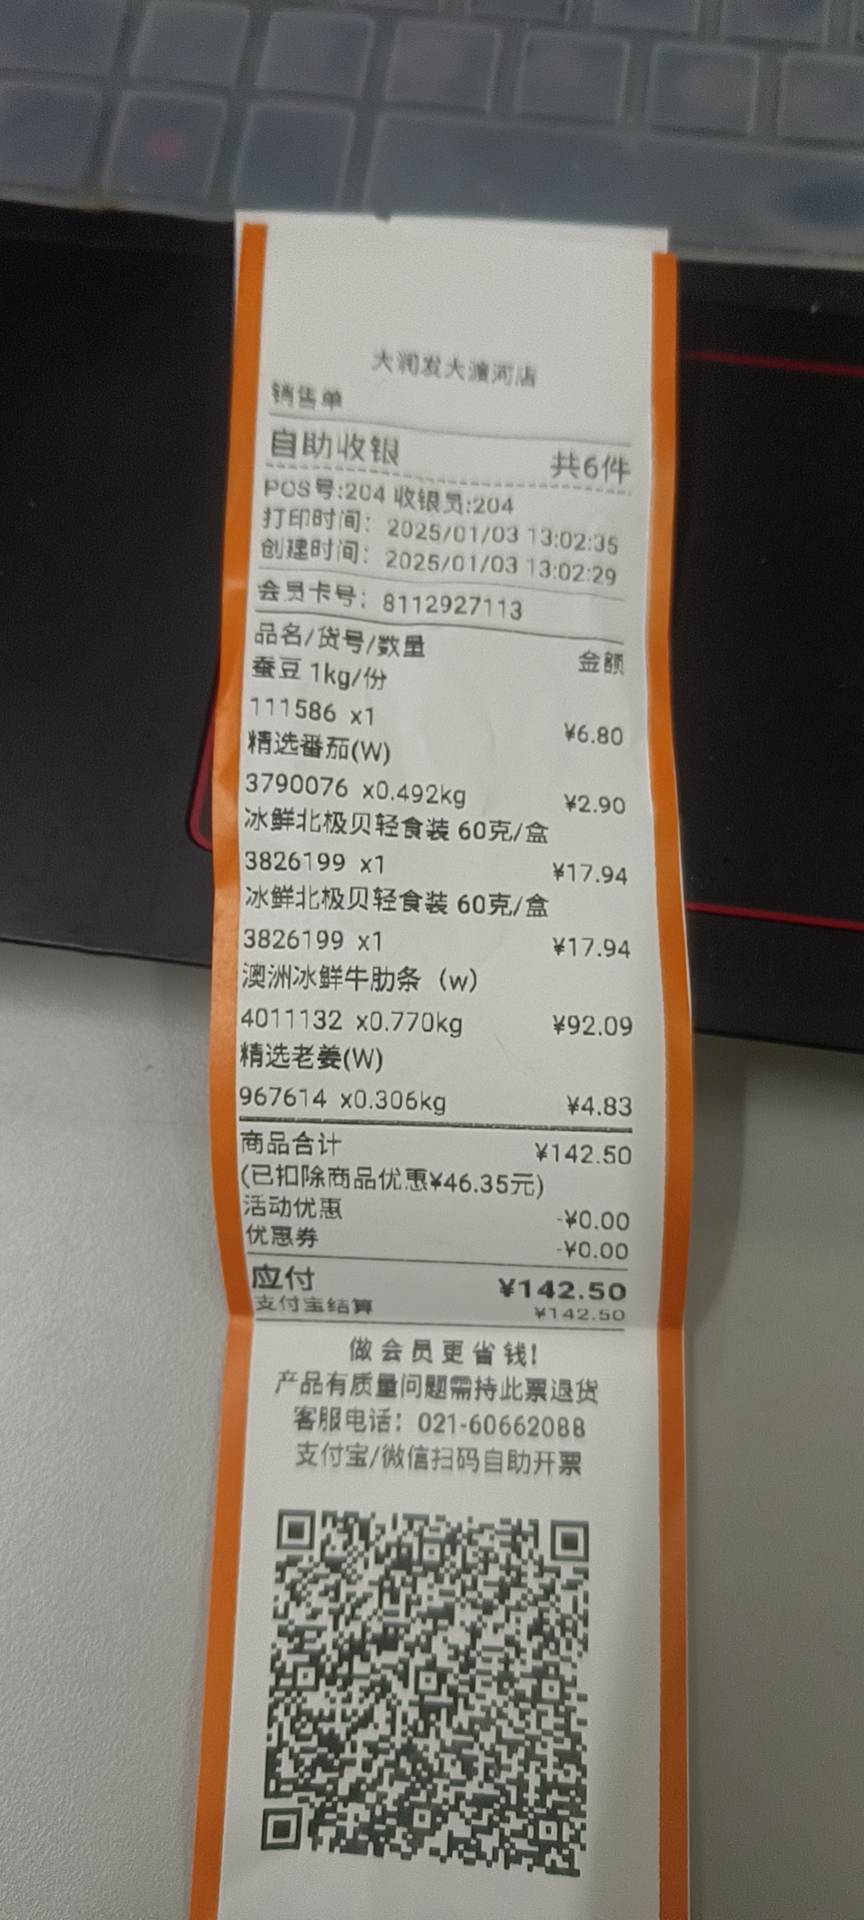 大润发大渡河店
销售单
自助收银 共6件
POS号:204 收银员:204
打印时间: 2025/01/03 13:02:35
创建时间: 2025/01/03 13:02:29
会员卡号: 8112927113
品名/货号/数量 金额
蚕豆 1kg/份
111586 x1 ¥6.80
精选番茄(W)
3790076 x0.492kg ¥2.90
冰鲜北极贝轻食装 60克/盒
3826199 x1 ¥17.94
冰鲜北极贝轻食装 60克/盒
3826199 x1 ¥17.94
澳洲冰鲜牛肋条（w）
4011132 x0.770kg ¥92.09
精选老姜(W)
967614 x0.306kg ¥4.83
商品合计 ¥142.50
(已扣除商品优惠¥46.35元)
活动优惠 -¥0.00
优惠券 -¥0.00
应付 ¥142.50
支付宝结算 ¥142.50
做会员更省钱!
产品有质量问题需持此票退货
客服电话: 021-60662088
支付宝/微信扫码自助开票